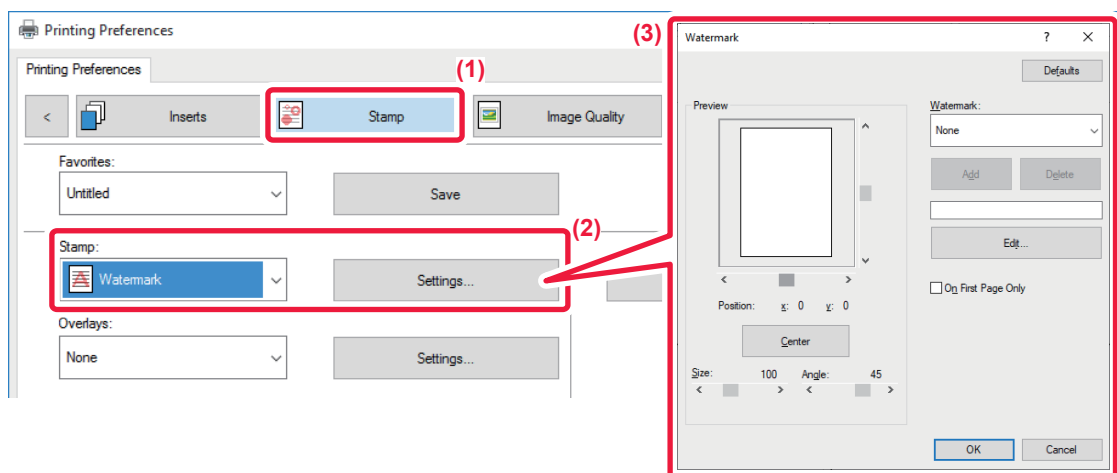 Printing Preferences
Printing Preferences
(1)
< Inserts Stamp Image Quality
Favorites:
Untitled Save
(2)
Stamp:
Watermark Settings...
Overlays:
None Settings...
(3)
Watermark ? ×
Defaults
Preview
Watermark:
None
Add Delete
Edit...
On First Page Only
Position: x: 0 y: 0
Center
Size: 100 Angle: 45
< > < >
OK Cancel